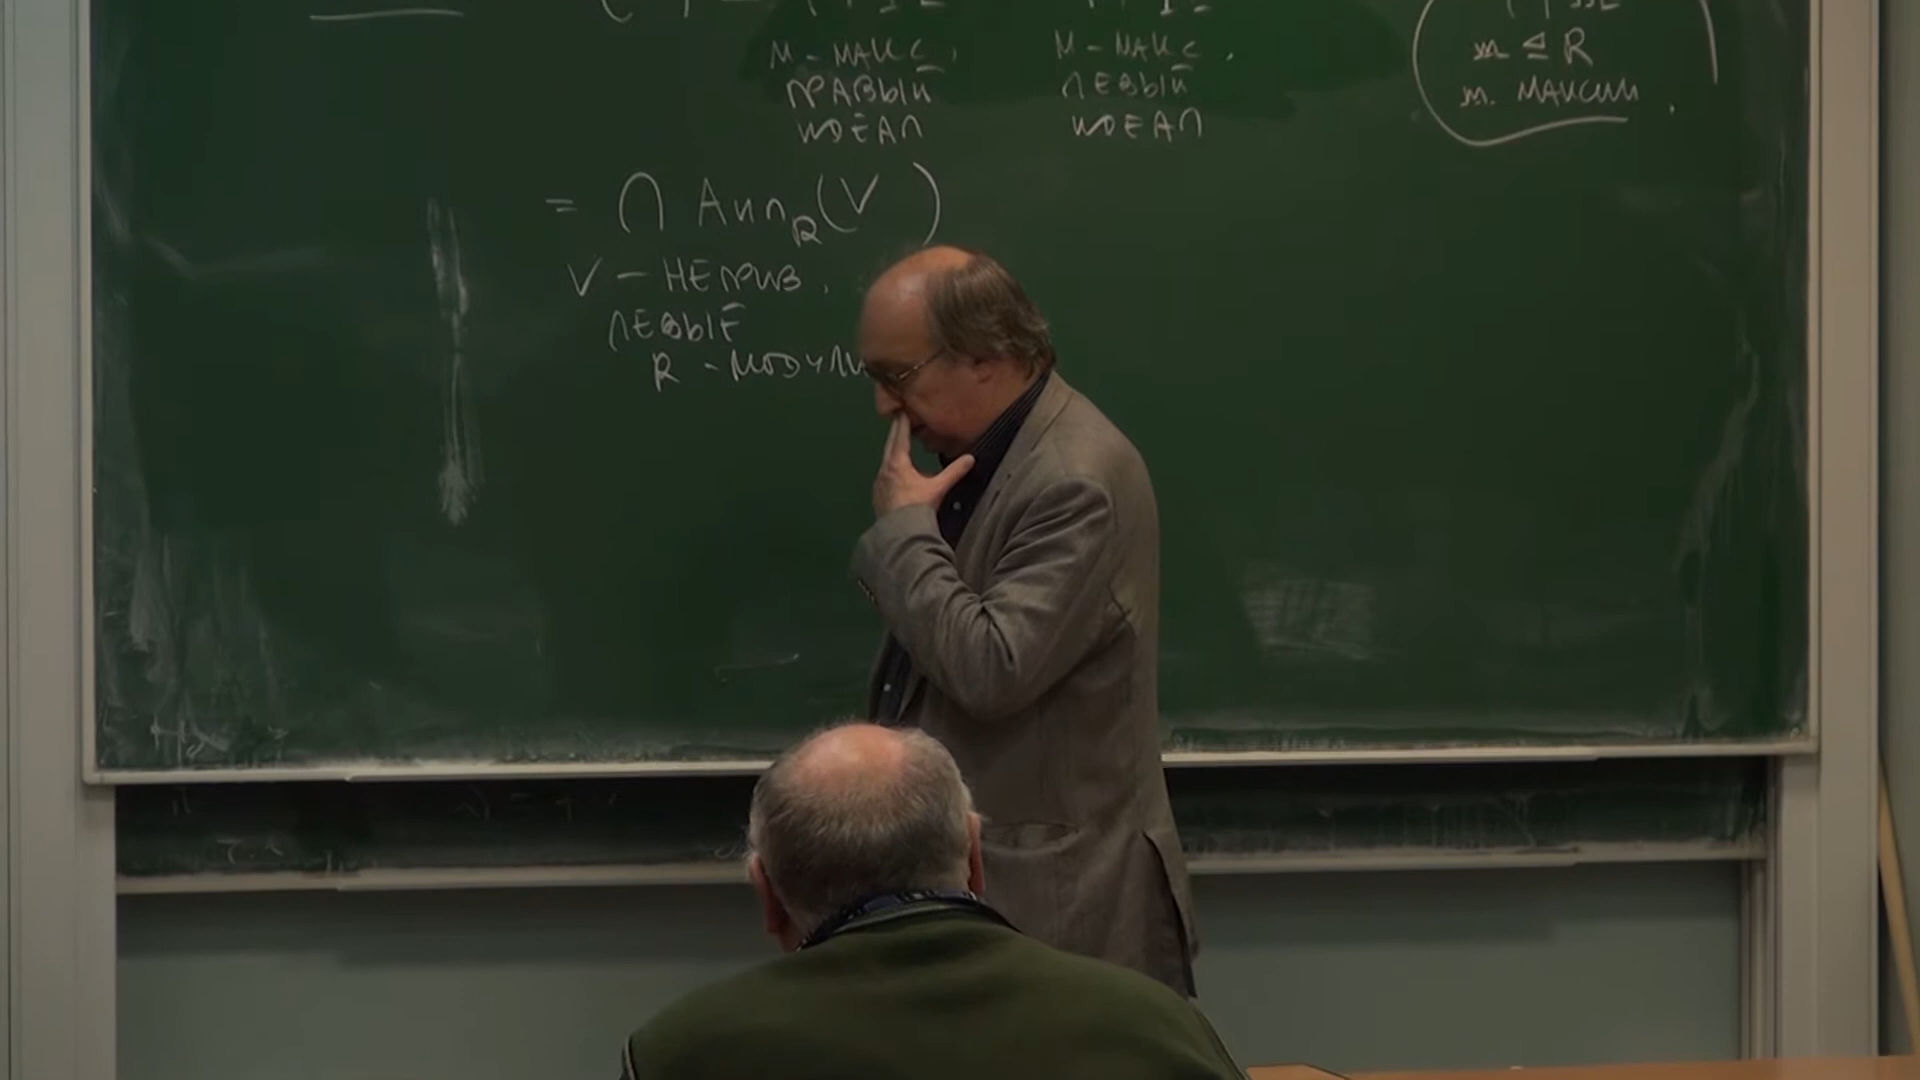 M - МАКС.
ПРАВЫЙ
ИДЕАЛ
M - МАКС.
ЛЕВЫЙ
ИДЕАЛ
m ⊴ R
m. МАКСИМ.
= ∩ Ann_R(V)
V - НЕПРИВ.
ЛЕВЫЕ
R - МОДУЛИ